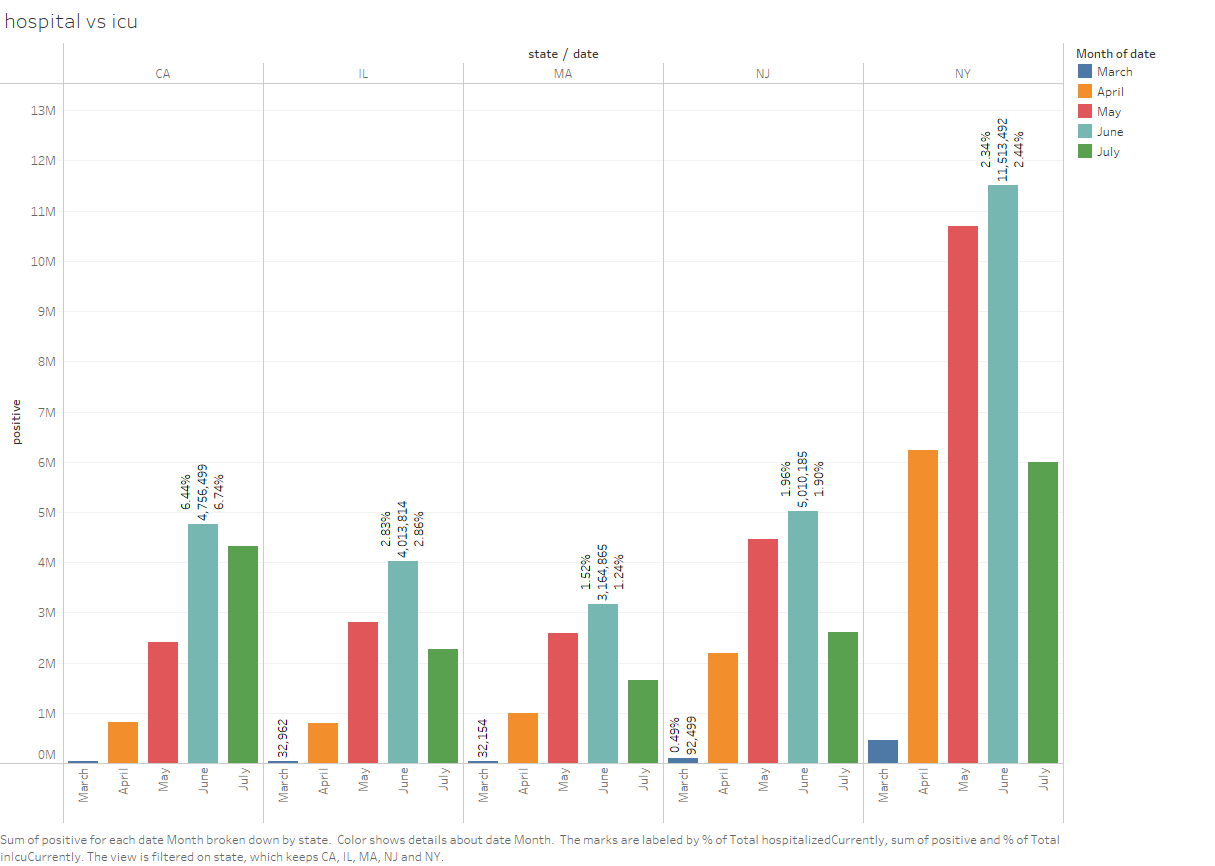 hospital vs icu
state / date
Month of date
CA
IL
MA
NJ
NY
March
April
May
June
July
13M
12M
11M
10M
9M
8M
7M
6M
5M
4M
3M
2M
1M
0M
positive
6.44%
4,756,499
6.74%
32,962
2.83%
4,013,814
2.86%
32,154
1.52%
3,164,865
1.24%
0.49%
92,499
1.96%
5,010,185
1.90%
2.34%
11,513,492
2.44%
March
April
May
June
July
March
April
May
June
July
March
April
May
June
July
March
April
May
June
July
March
April
May
June
July
Sum of positive for each date Month broken down by state.  Color shows details about date Month.  The marks are labeled by % of Total hospitalizedCurrently, sum of positive and % of Total
inIcuCurrently. The view is filtered on state, which keeps CA, IL, MA, NJ and NY.